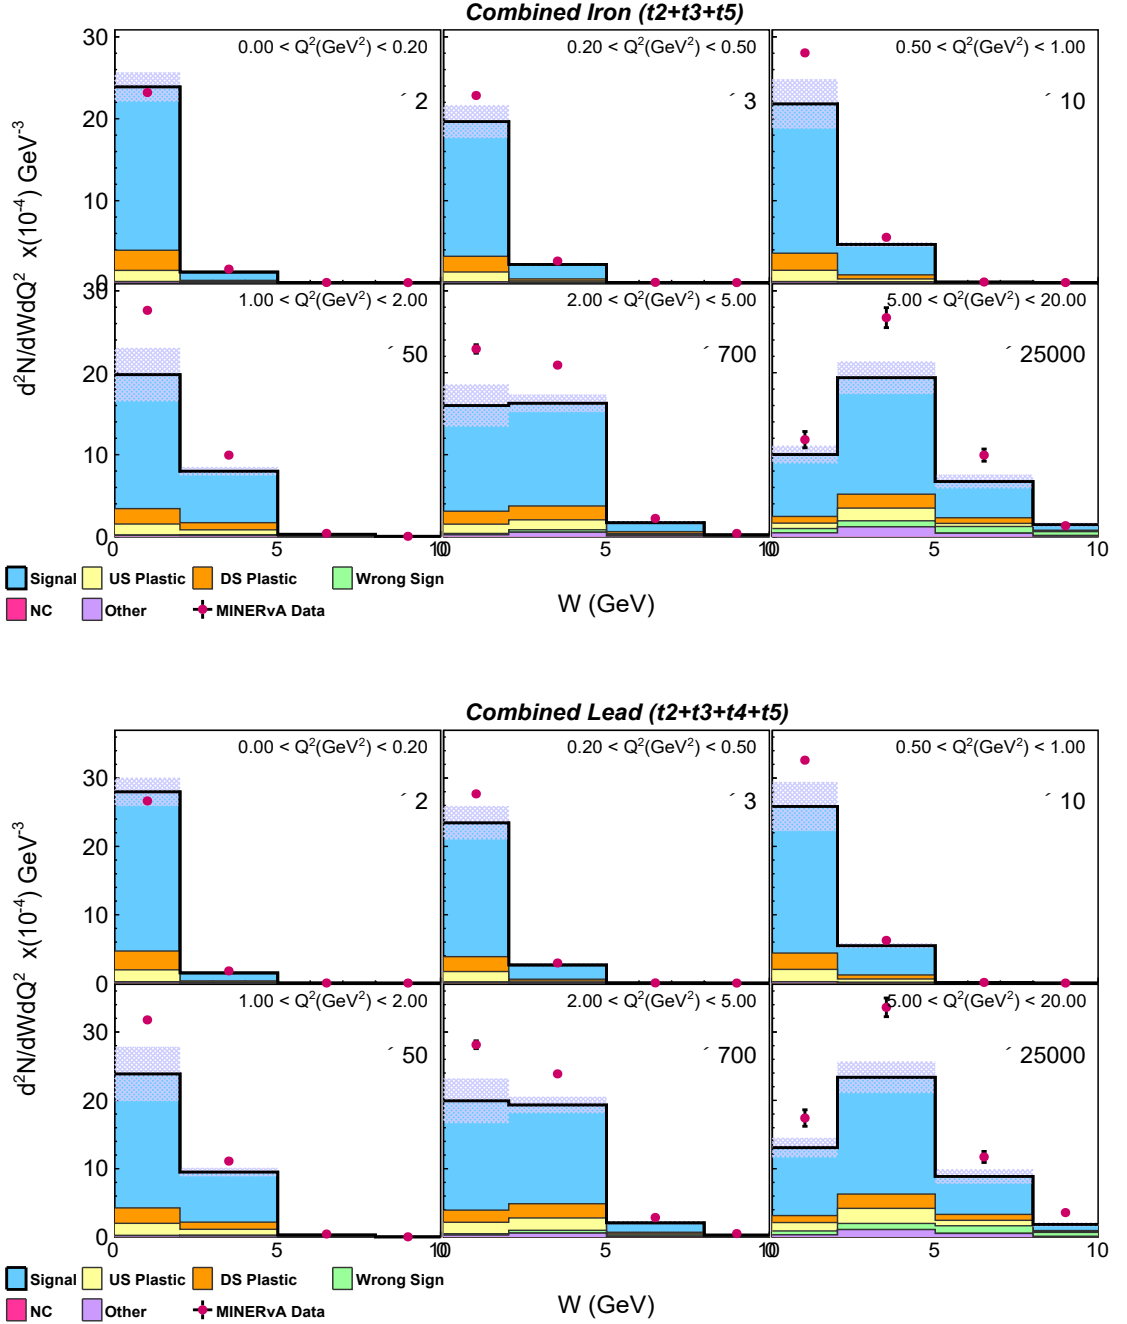 Combined Iron (t2+t3+t5)
d²N/dWdQ² x(10⁻⁴) GeV⁻³
30
20
10
0
0.00 < Q²(GeV²) < 0.20
´ 2
0.20 < Q²(GeV²) < 0.50
´ 3
0.50 < Q²(GeV²) < 1.00
´ 10
30
20
10
0
1.00 < Q²(GeV²) < 2.00
´ 50
2.00 < Q²(GeV²) < 5.00
´ 700
5.00 < Q²(GeV²) < 20.00
´ 25000
0 5 10
0 5 10
0 5 10
W (GeV)
Signal US Plastic DS Plastic Wrong Sign
NC Other MINERvA Data
Combined Lead (t2+t3+t4+t5)
d²N/dWdQ² x(10⁻⁴) GeV⁻³
30
20
10
0
0.00 < Q²(GeV²) < 0.20
´ 2
0.20 < Q²(GeV²) < 0.50
´ 3
0.50 < Q²(GeV²) < 1.00
´ 10
30
20
10
0
1.00 < Q²(GeV²) < 2.00
´ 50
2.00 < Q²(GeV²) < 5.00
´ 700
5.00 < Q²(GeV²) < 20.00
´ 25000
0 5 10
0 5 10
0 5 10
W (GeV)
Signal US Plastic DS Plastic Wrong Sign
NC Other MINERvA Data